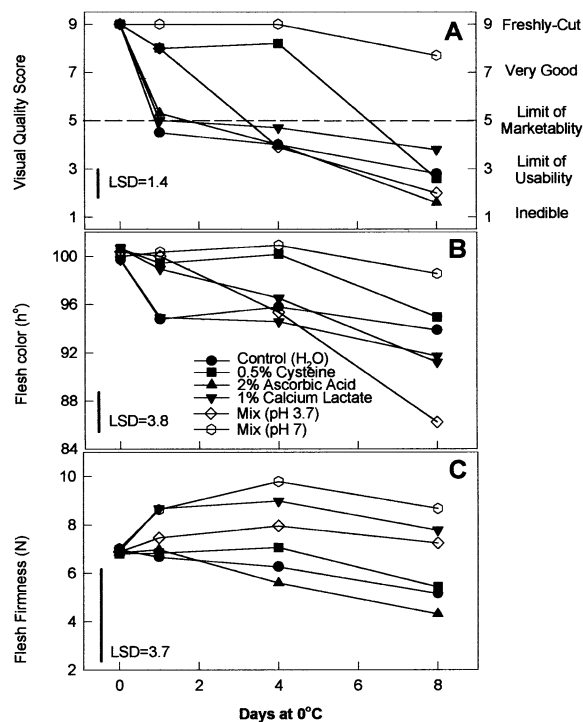 A
Visual Quality Score
9
7
5
3
1
9
7
5
3
1
Freshly-Cut
Very Good
Limit of
Marketablity
Limit of
Usability
Inedible
LSD=1.4
B
Flesh color (h°)
100
96
92
88
84
Control (H2O)
0.5% Cysteine
2% Ascorbic Acid
1% Calcium Lactate
Mix (pH 3.7)
Mix (pH 7)
LSD=3.8
C
Flesh Firmness (N)
10
8
6
4
2
LSD=3.7
0
2
4
6
8
Days at 0°C